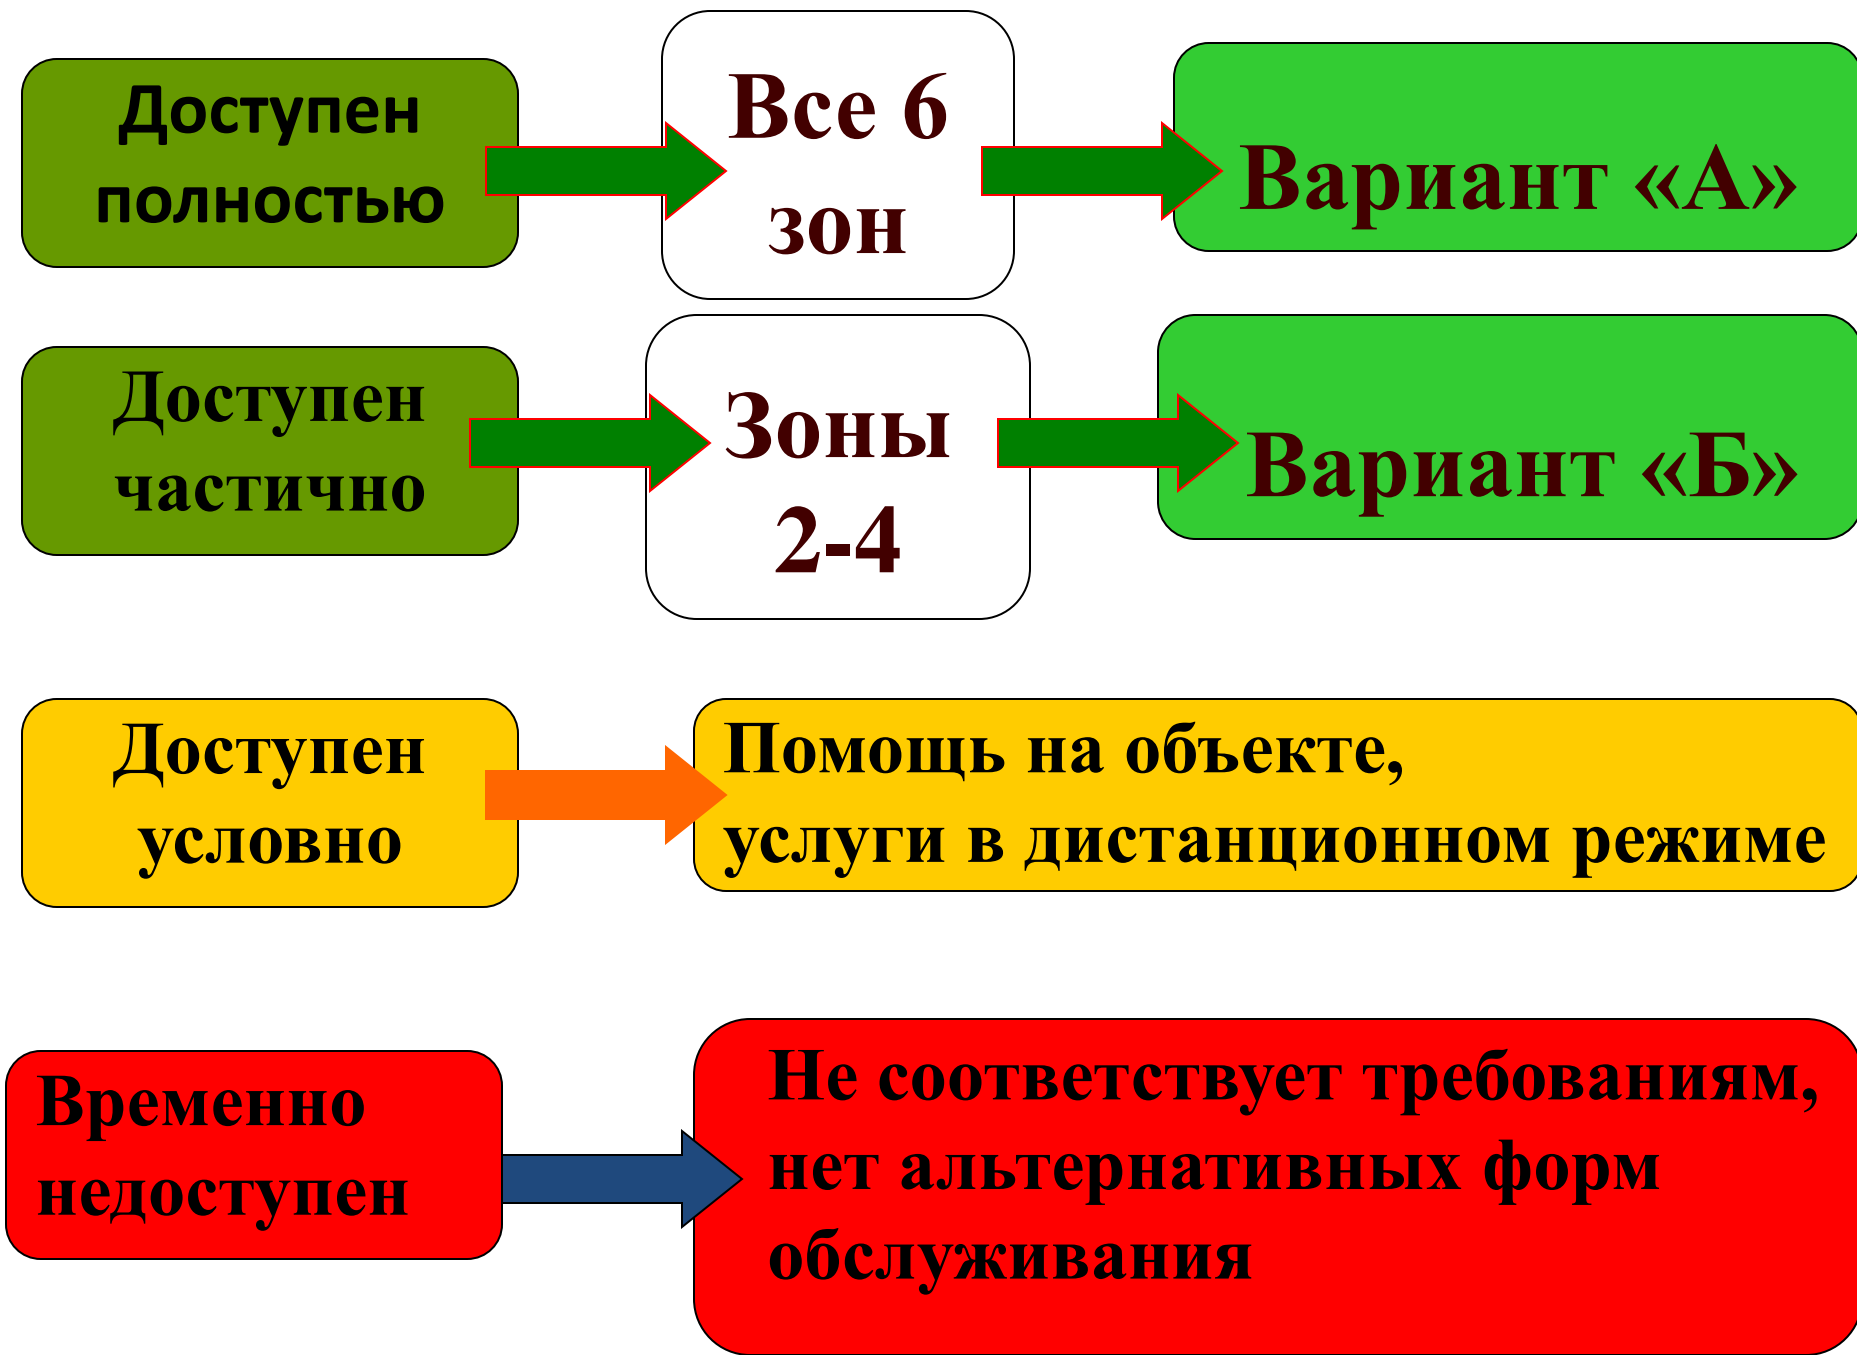 Доступен
полностью
Все 6
зон
Вариант «А»
Доступен
частично
Зоны
2-4
Вариант «Б»
Доступен
условно
Помощь на объекте,
услуги в дистанционном режиме
Временно
недоступен
Не соответствует требованиям,
нет альтернативных форм
обслуживания